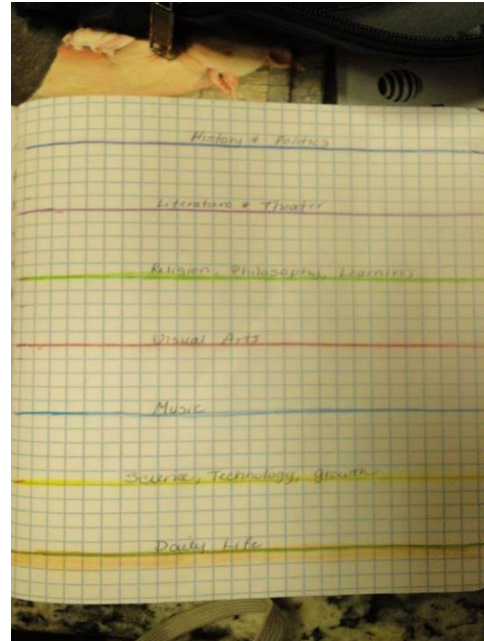 History & Politics
Literature & Theater
Religion, Philosophy, Learning
Visual Arts
Music
Science, Technology, Growth
Daily Life